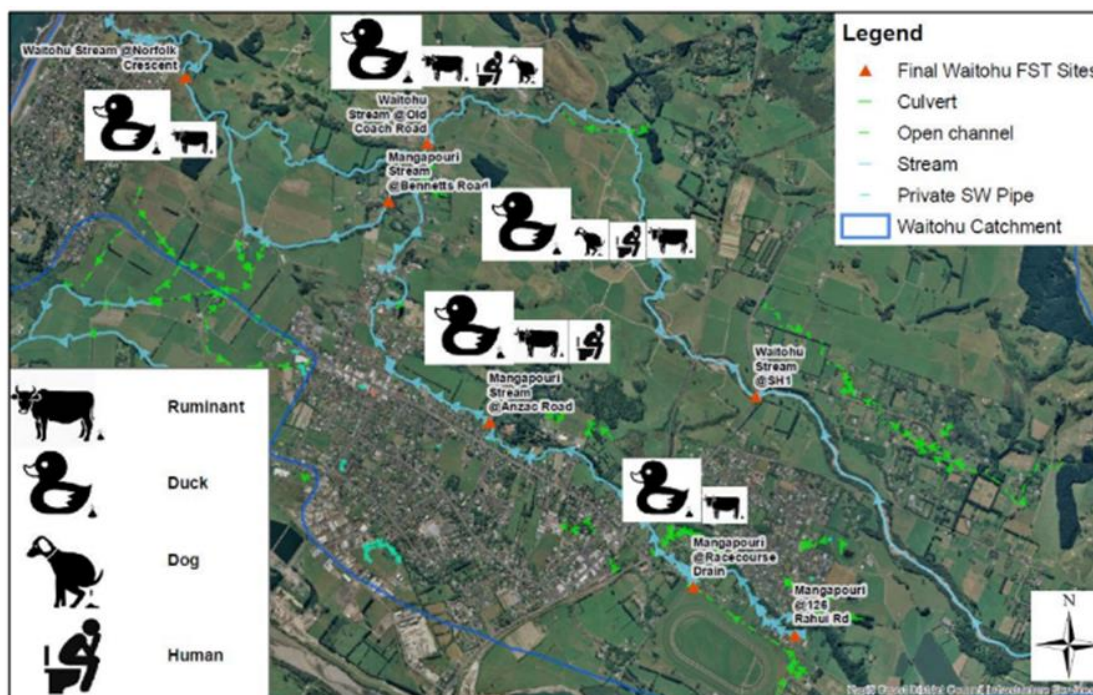 Waitohu Stream @Norfolk
Crescent
Waitohu
Stream @Old
Coach Road
Mangapouri
Stream
@Bennetts Road
Mangapouri
Stream
@Anzac Road
Waitohu
Stream
@SH1
Mangapouri
@Racecourse
Drain
Mangapouri
@126
Rahui Rd
Legend
Final Waitohu FST Sites
Culvert
Open channel
Stream
Private SW Pipe
Waitohu Catchment
Ruminant
Duck
Dog
Human
N